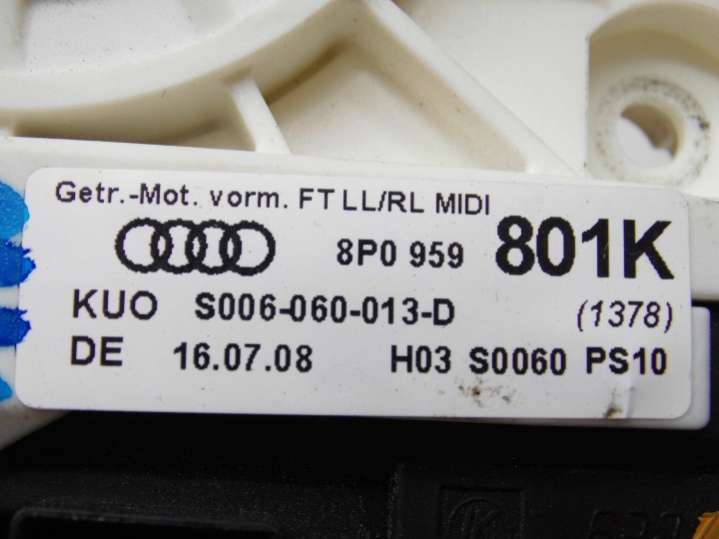 Getr.-Mot. vorm. FT LL/RL MIDI
8P0 959 801K
KUO S006-060-013-D (1378)
DE 16.07.08 H03 S0060 PS10